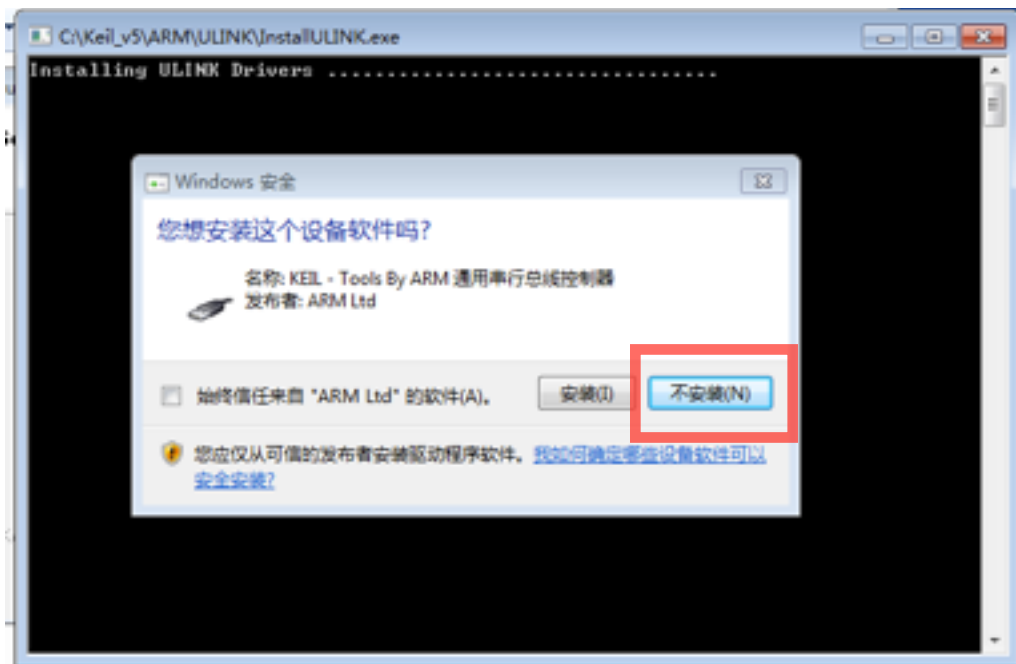 C:\Keil_v5\ARM\ULINK\InstallULINK.exe
Installing ULINK Drivers .................................
Windows 安全
您想安装这个设备软件吗?
名称: KEIL - Tools By ARM 通用串行总线控制器
发布者: ARM Ltd
始终信任来自 "ARM Ltd" 的软件(A)。
安装(I)
不安装(N)
您应仅从可信的发布者安装驱动程序软件。我如何确定哪些设备软件可以
安全安装?